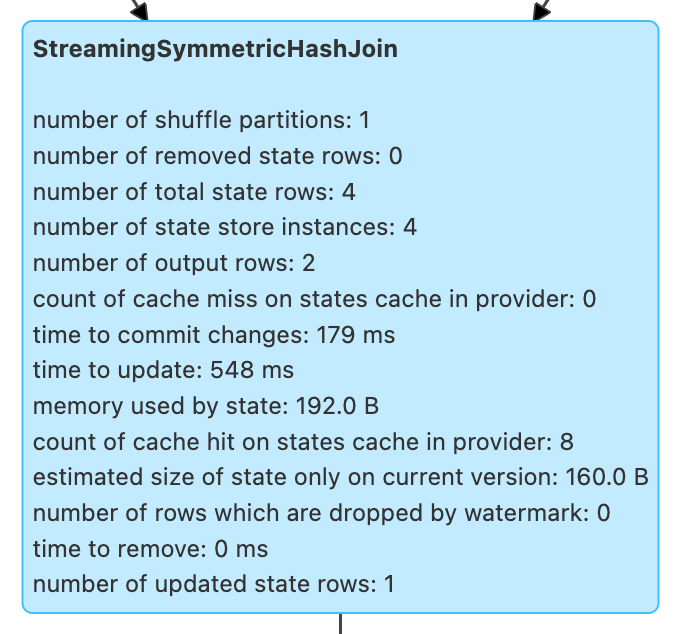 StreamingSymmetricHashJoin
number of shuffle partitions: 1
number of removed state rows: 0
number of total state rows: 4
number of state store instances: 4
number of output rows: 2
count of cache miss on states cache in provider: 0
time to commit changes: 179 ms
time to update: 548 ms
memory used by state: 192.0 B
count of cache hit on states cache in provider: 8
estimated size of state only on current version: 160.0 B
number of rows which are dropped by watermark: 0
time to remove: 0 ms
number of updated state rows: 1